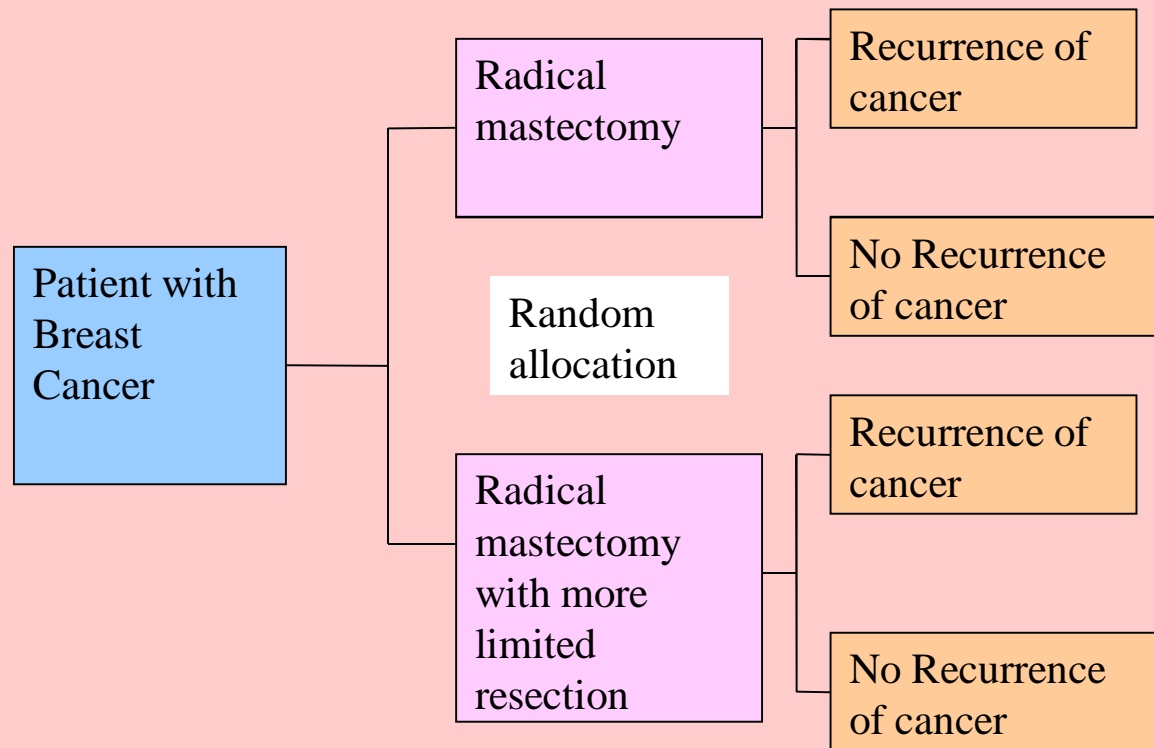 Patient with
Breast
Cancer
Radical
mastectomy
Random
allocation
Radical
mastectomy
with more
limited
resection
Recurrence of
cancer
No Recurrence
of cancer
Recurrence of
cancer
No Recurrence
of cancer